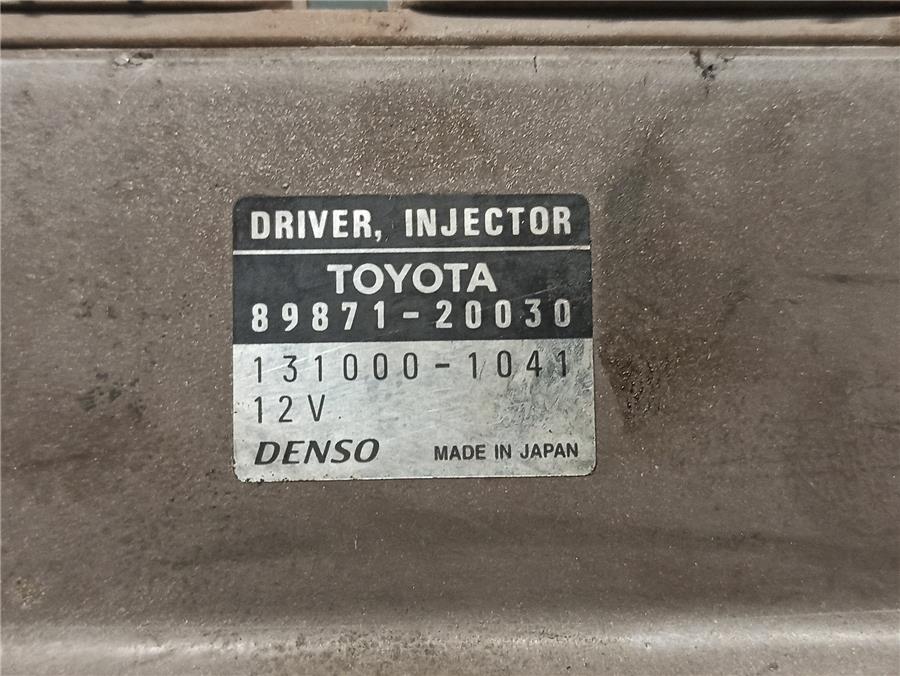 DRIVER, INJECTOR
TOYOTA
89871-20030
131000-1041
12V
DENSO MADE IN JAPAN